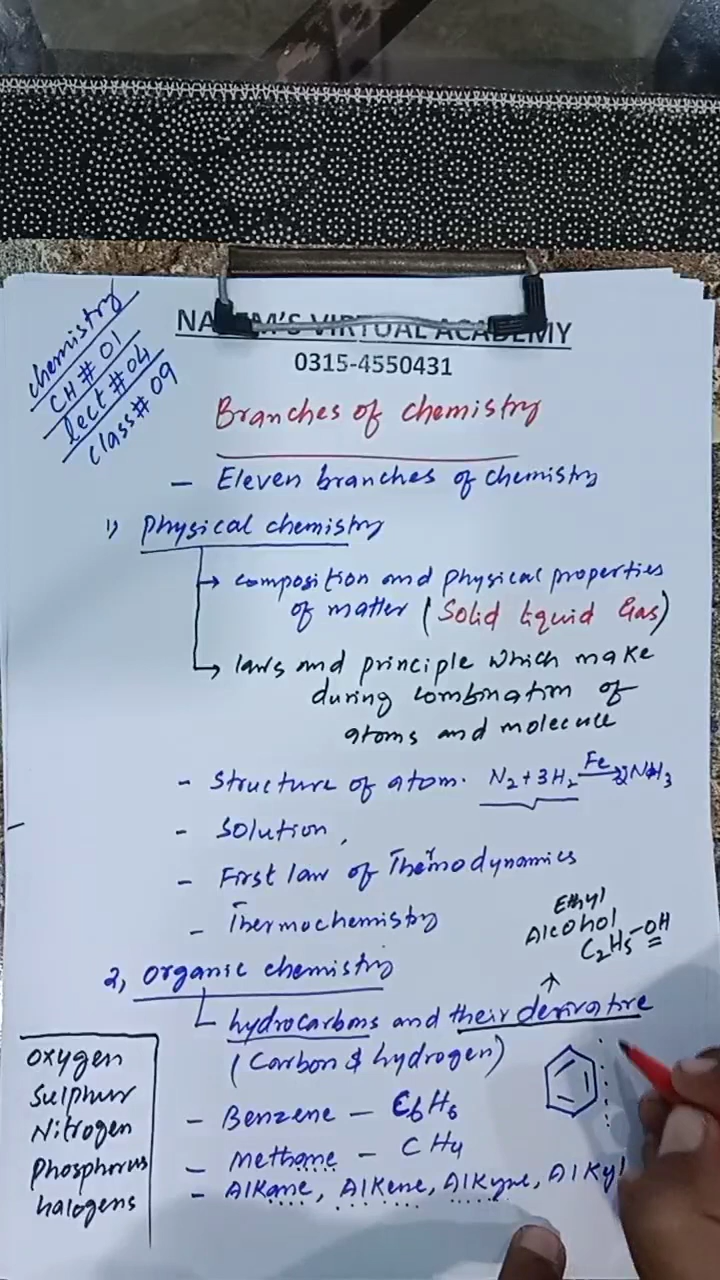 chemistry
CH # 01
lect # 04
class # 09
NAEEM'S VIRTUAL ACADEMY
0315-4550431
Branches of chemistry
- Eleven branches of chemistry
1) Physical chemistry
→ composition and physical properties
of matter (Solid Liquid Gas)
→ laws and principle which make
during combination of
atoms and molecule
- Structure of atom. N2 + 3H2 Fe→ 2NH3
- Solution,
- First law of Thermodynamics
- Thermochemistry
Ethyl
Alcohol
C2H5-OH
2, Organic chemistry
hydrocarbons and their derivative
(Carbon & hydrogen)
- Benzene - C6H6
- Methane - CH4
- Alkane, Alkene, Alkyne, Alkyl
Oxygen
Sulphur
Nitrogen
Phosphorus
halogens